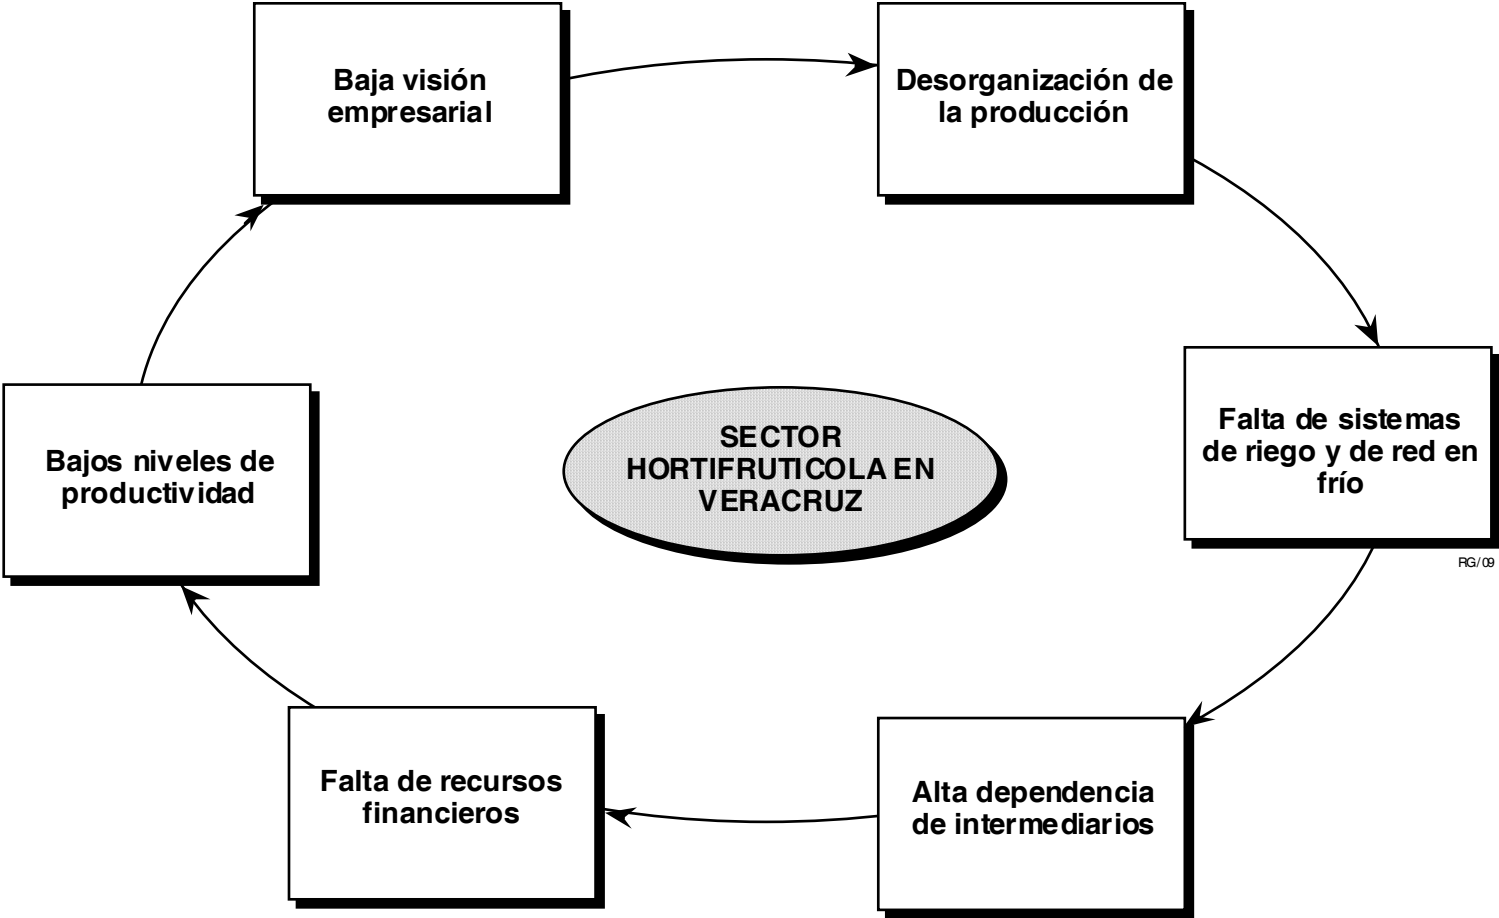 Baja visión
empresarial
Desorganización de
la producción
Falta de sistemas
de riego y de red en
frío
RG/09
Alta dependencia
de intermediarios
Falta de recursos
financieros
Bajos niveles de
productividad
SECTOR
HORTIFRUTICOLA EN
VERACRUZ